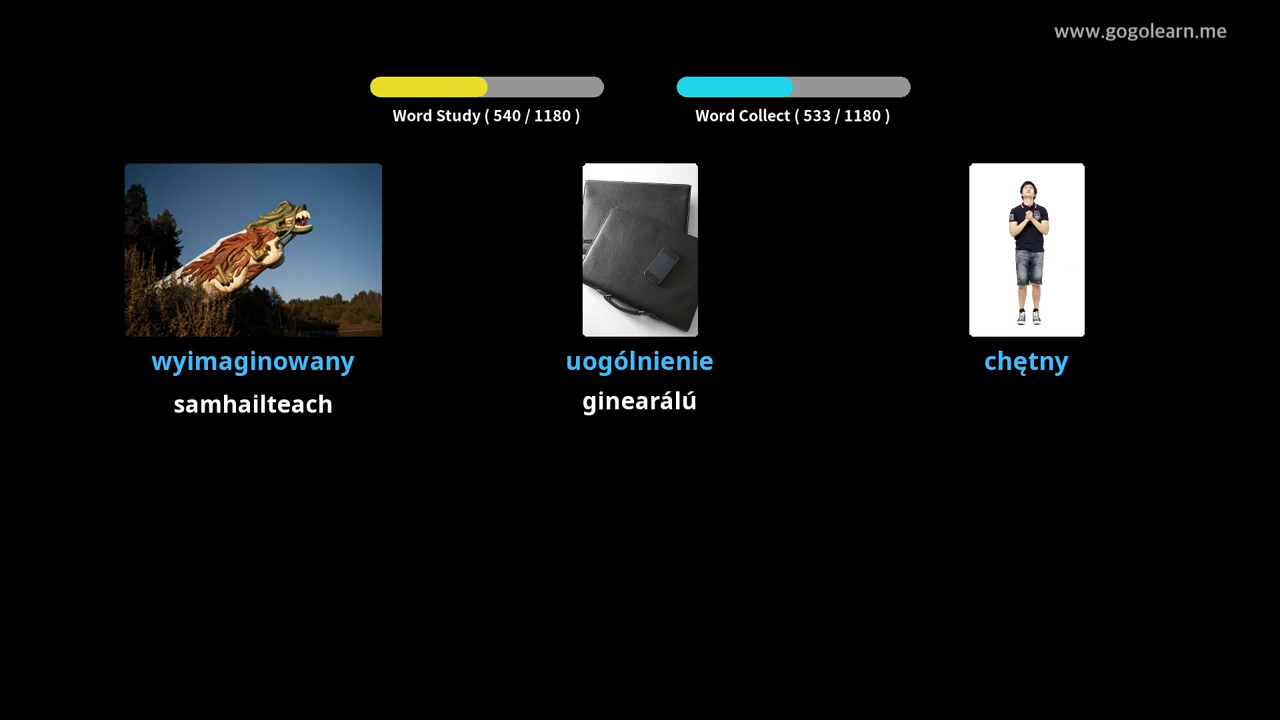 www.gogolearn.me
Word Study ( 540 / 1180 )
Word Collect ( 533 / 1180 )
wyimaginowany
samhailteach
uogólnienie
ginearálú
chętny